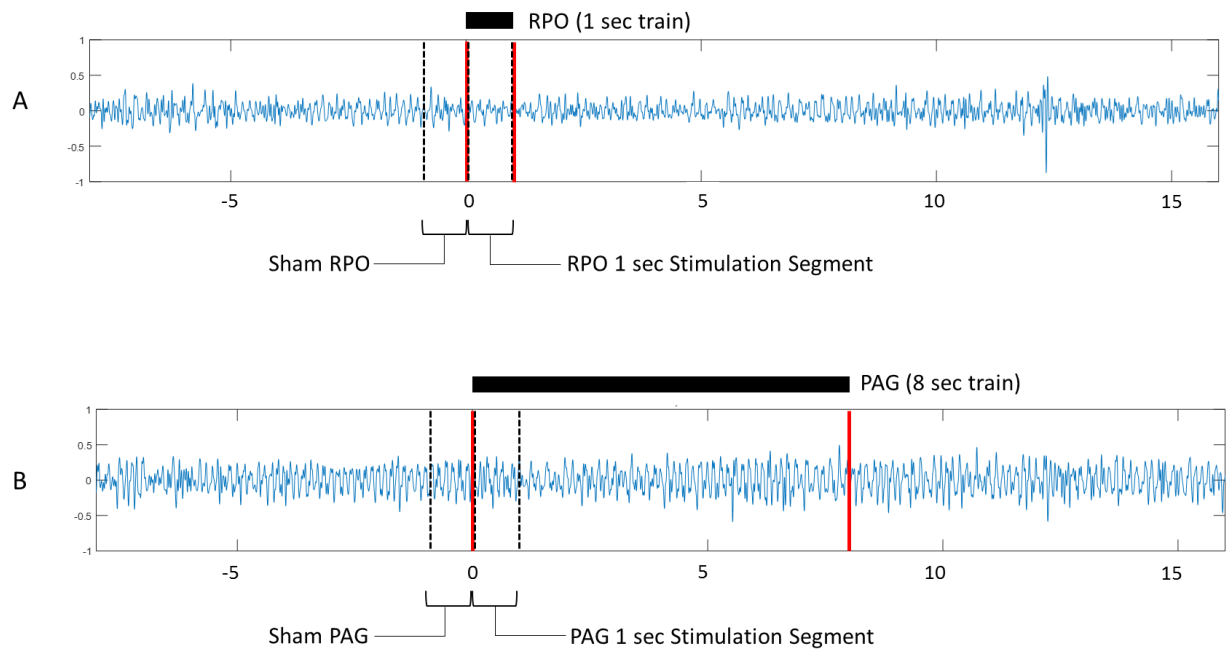 RPO (1 sec train)
A
1
0.5
0
-0.5
-1
-5
0
5
10
15
Sham RPO
RPO 1 sec Stimulation Segment
PAG (8 sec train)
B
1
0.5
0
-0.5
-1
-5
0
5
10
15
Sham PAG
PAG 1 sec Stimulation Segment